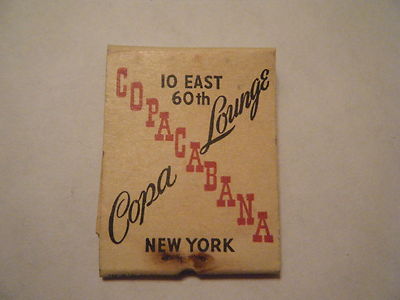 10 EAST
60th
COPACABANA
Copa Lounge
NEW YORK